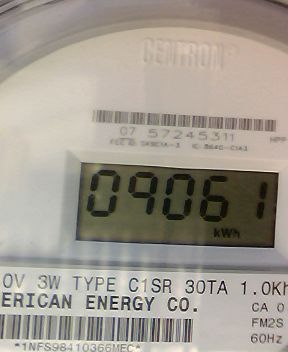 CENTRON
07 57245311
09061
kWh
0V 3W TYPE C1SR 30TA 1.0Kh
ERICAN ENERGY CO.
CA 0
FM2S
60Hz
*1NFS98410366MEC*